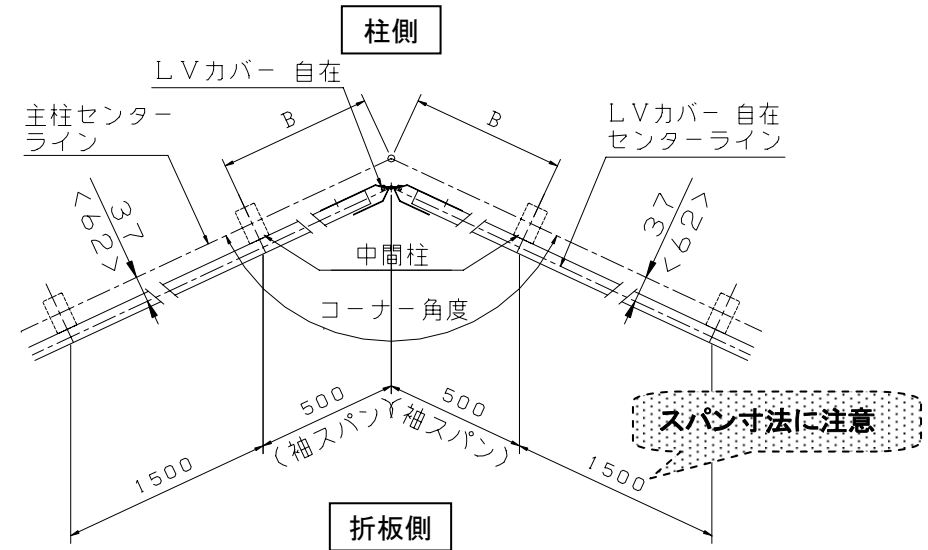 柱側
ＬＶカバー 自在
主柱センター
ライン
B
B
ＬＶカバー 自在
センターライン
37
<62>
37
<62>
中間柱
コーナー角度
500
(袖スパン)
500
(袖スパン)
1500
1500
スパン寸法に注意
折板側